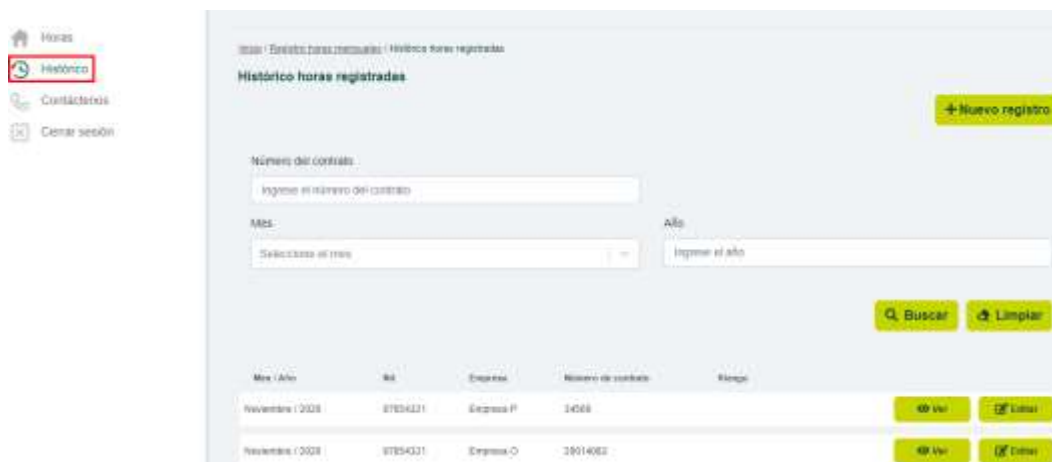 Horas
Histórico
Contáctenos
Cerrar sesión
Inicio / Registro horas mensuales / Histórico horas registradas
Histórico horas registradas
+ Nuevo registro
Número del contrato
Ingrese el número del contrato
Mes
Seleccione el mes
Año
Ingrese el año
Buscar
Limpiar
Mes / Año Nit Empresa Número de contrato Riesgo
Noviembre / 2020 Empresa P Ver Editar
Noviembre / 2020 Empresa O Ver Editar